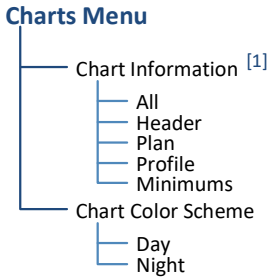 Charts Menu
Chart Information [1]
All
Header
Plan
Profile
Minimums
Chart Color Scheme
Day
Night